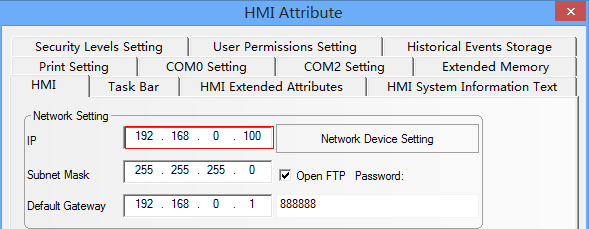 HMI Attribute
Security Levels Setting User Permissions Setting Historical Events Storage
Print Setting COM0 Setting COM2 Setting Extended Memory
HMI Task Bar HMI Extended Attributes HMI System Information Text
Network Setting
IP 192 . 168 . 0 . 100 Network Device Setting
Subnet Mask 255 . 255 . 255 . 0 Open FTP Password:
Default Gateway 192 . 168 . 0 . 1 888888